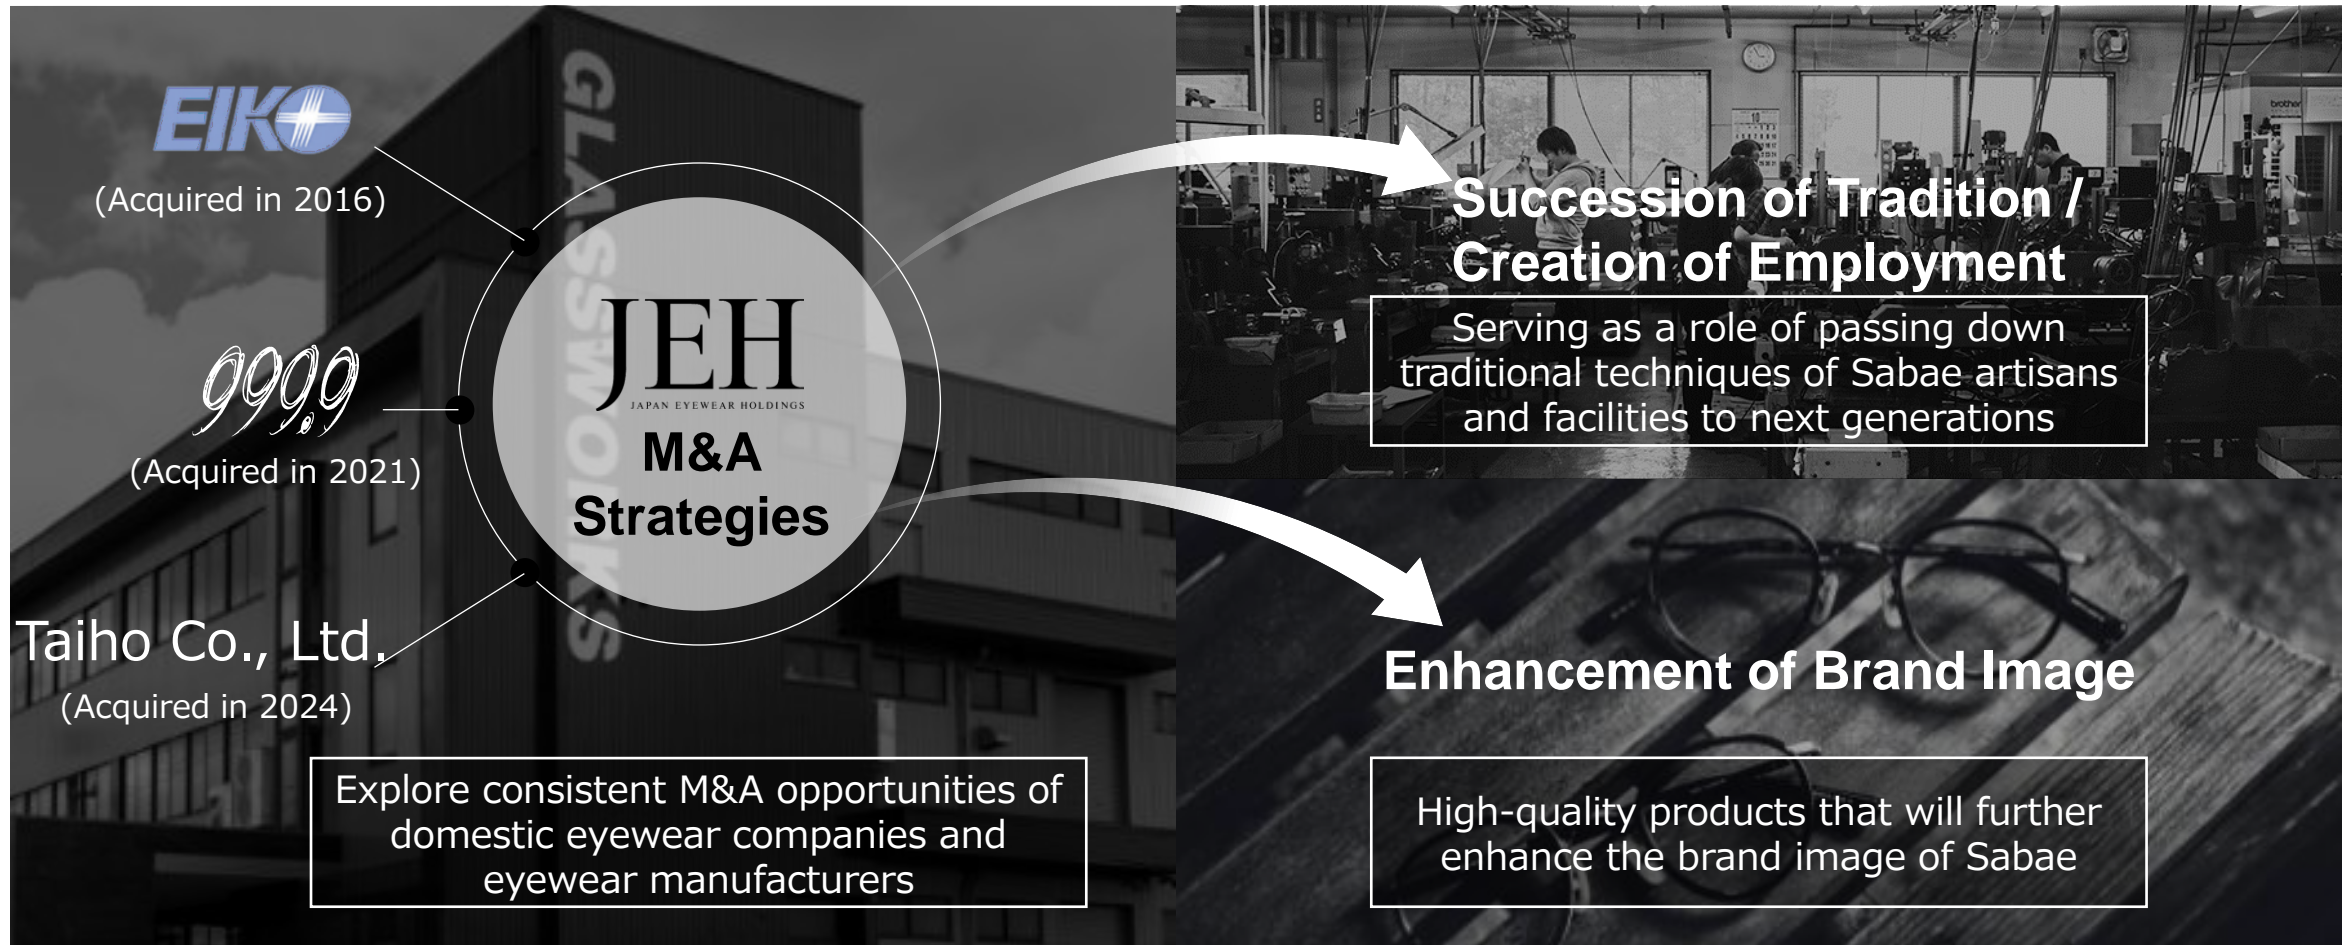 EIKO
(Acquired in 2016)
999.9
(Acquired in 2021)
Taiho Co., Ltd.
(Acquired in 2024)
GLASSWORKS
JEH
JAPAN EYEWEAR HOLDINGS
M&A
Strategies
Explore consistent M&A opportunities of
domestic eyewear companies and
eyewear manufacturers
brother
10
Succession of Tradition /
Creation of Employment
Serving as a role of passing down
traditional techniques of Sabae artisans
and facilities to next generations
Enhancement of Brand Image
High-quality products that will further
enhance the brand image of Sabae